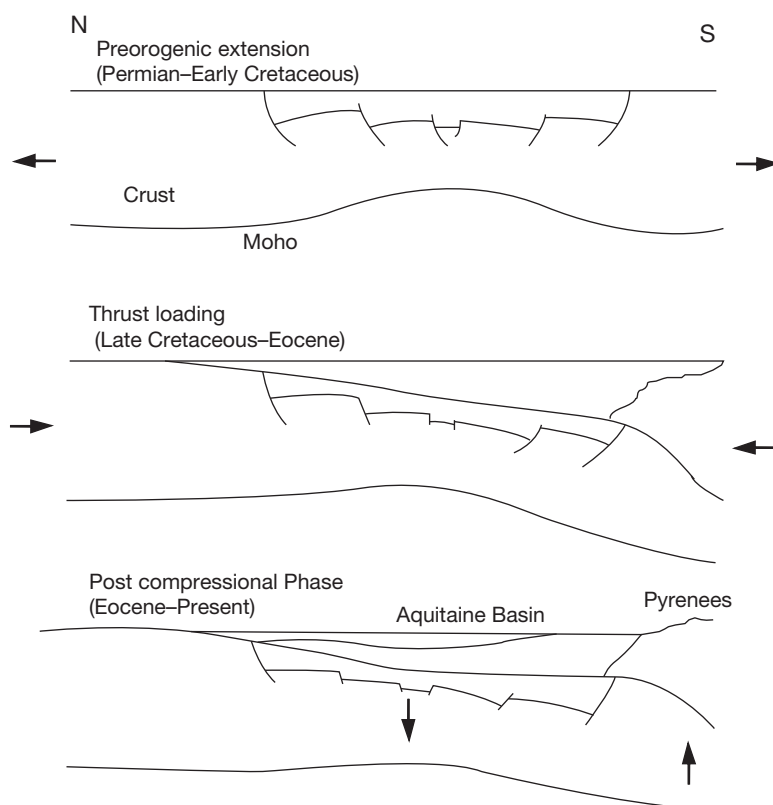 N
S
Preorogenic extension
(Permian–Early Cretaceous)
Crust
Moho
Thrust loading
(Late Cretaceous–Eocene)
Post compressional Phase
(Eocene–Present)
Aquitaine Basin
Pyrenees